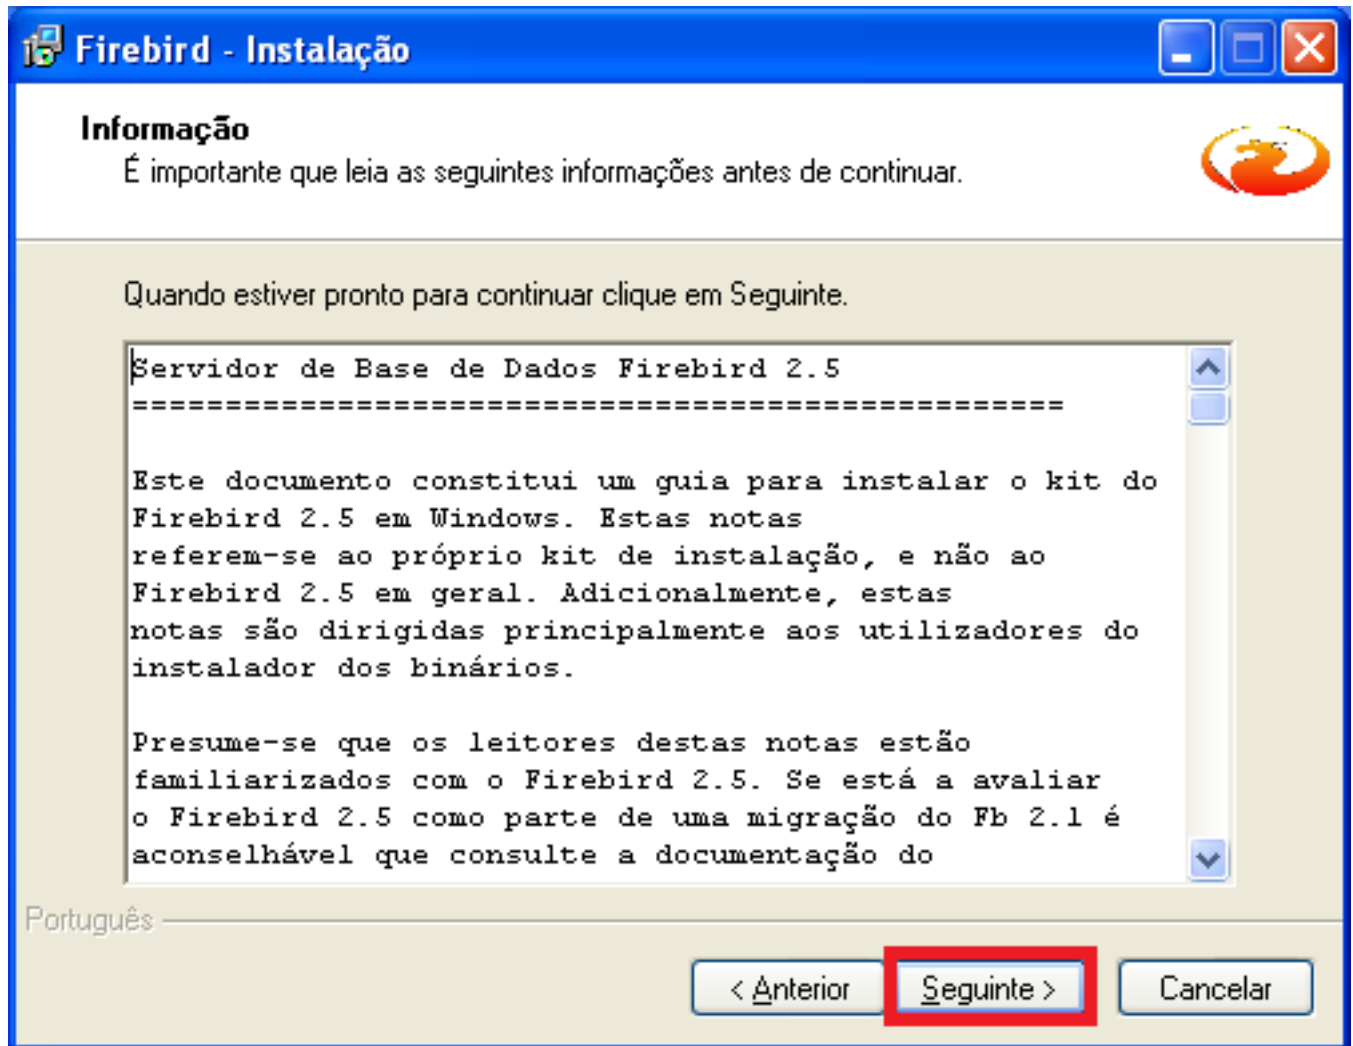 Firebird - Instalação
Informação
É importante que leia as seguintes informações antes de continuar.
Quando estiver pronto para continuar clique em Seguinte.
Servidor de Base de Dados Firebird 2.5
==================================================
Este documento constitui um guia para instalar o kit do
Firebird 2.5 em Windows. Estas notas
referem-se ao próprio kit de instalação, e não ao
Firebird 2.5 em geral. Adicionalmente, estas
notas são dirigidas principalmente aos utilizadores do
instalador dos binários.
Presume-se que os leitores destas notas estão
familiarizados com o Firebird 2.5. Se está a avaliar
o Firebird 2.5 como parte de uma migração do Fb 2.1 é
aconselhável que consulte a documentação do
Português
< Anterior
Seguinte >
Cancelar